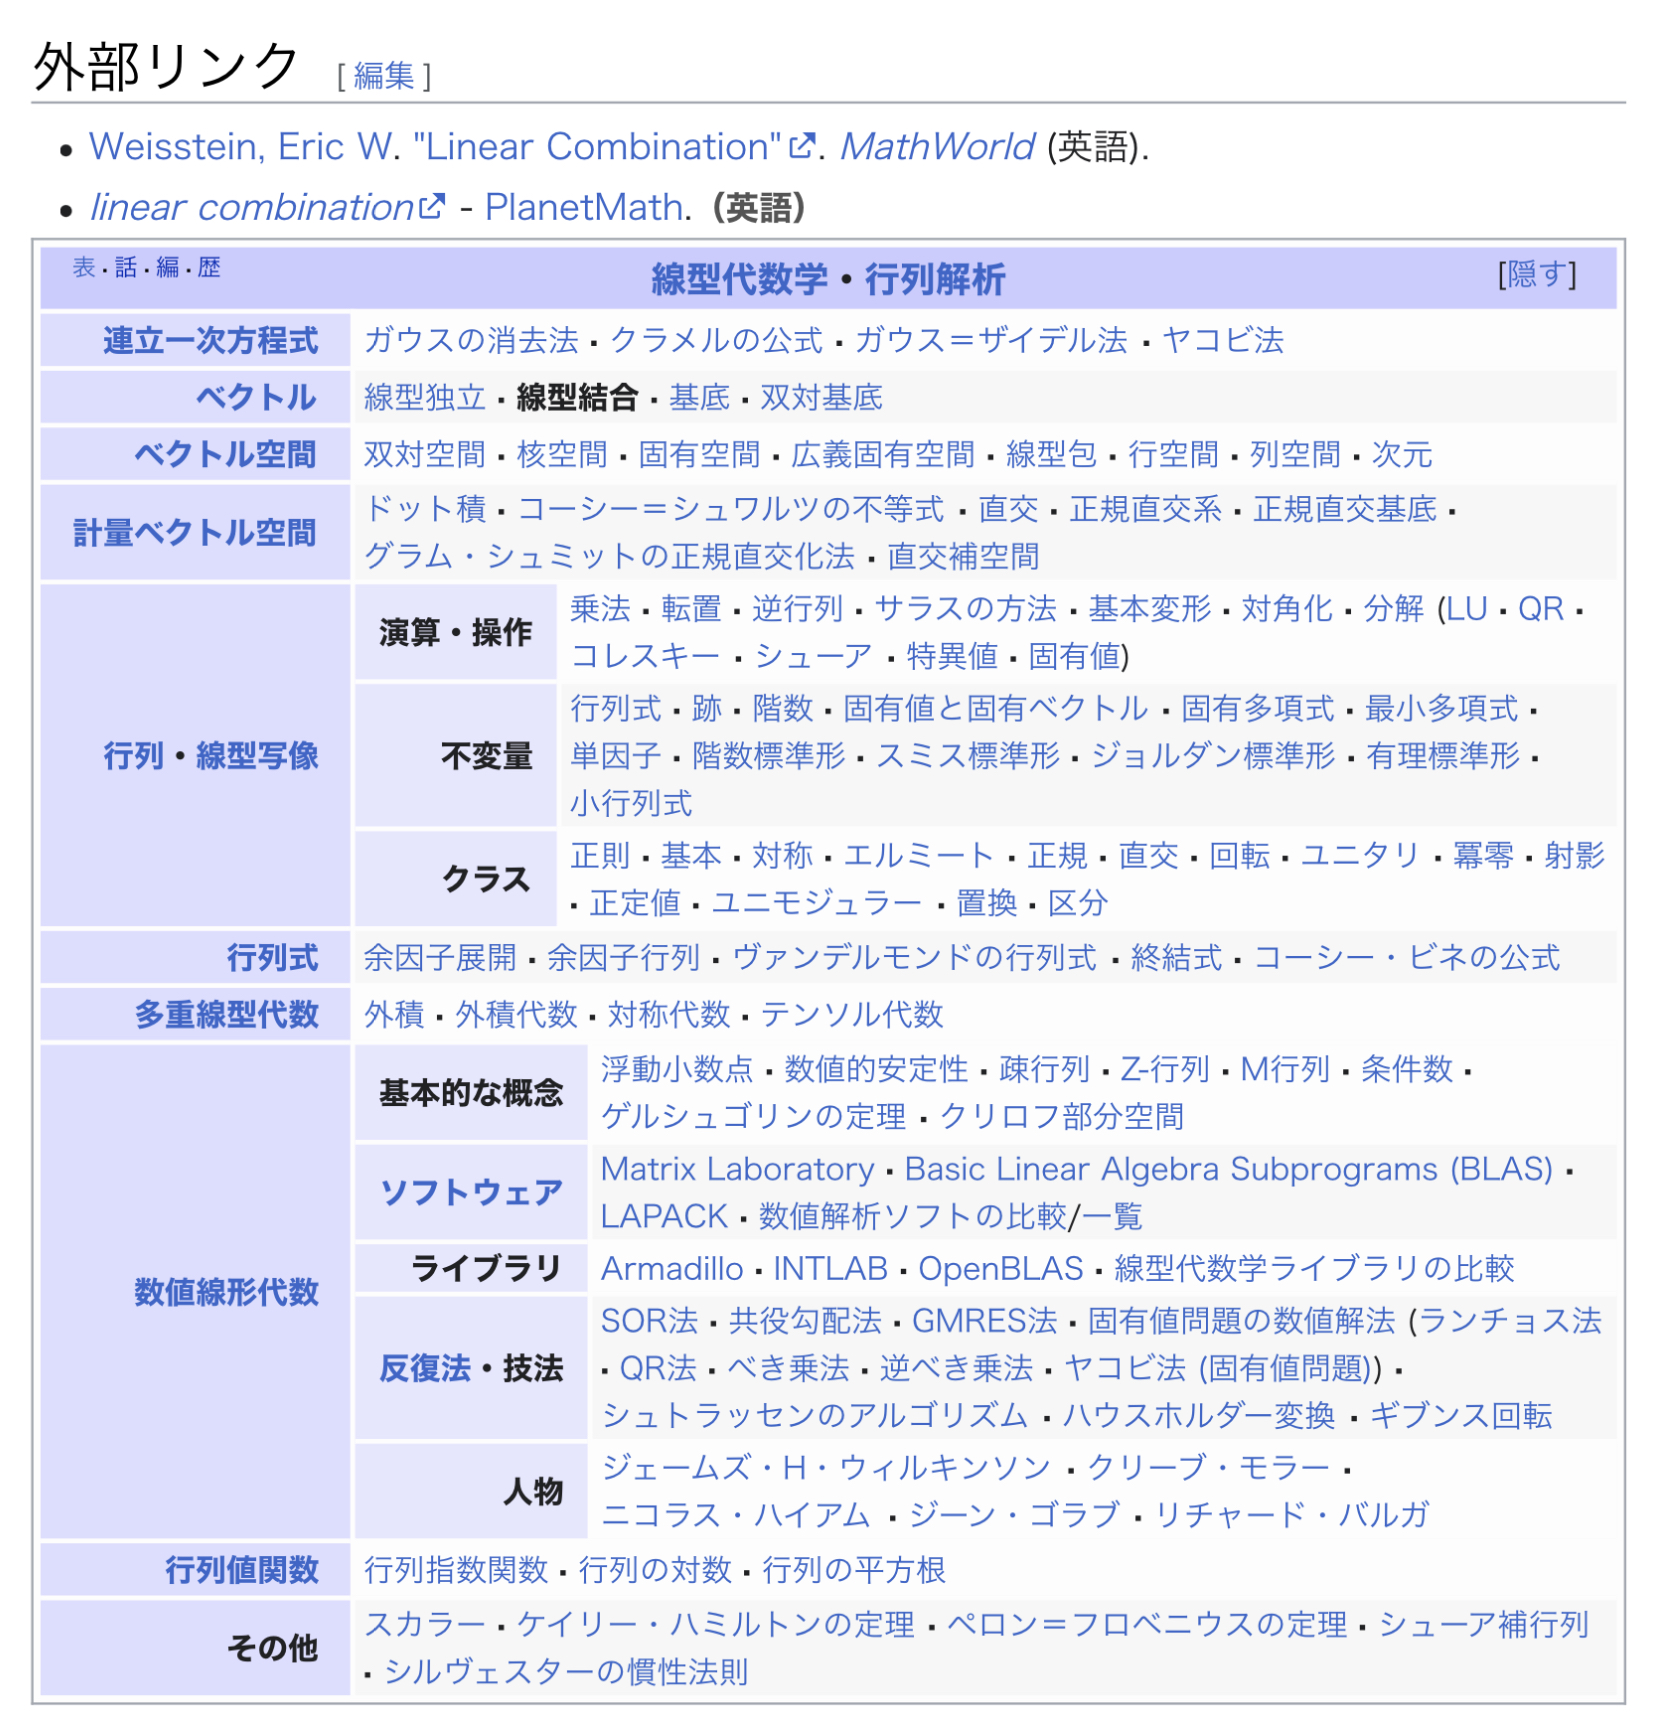 外部リンク [編集]
• Weisstein, Eric W. "Linear Combination". MathWorld (英語).
• linear combination - PlanetMath. (英語)
表・話・編・歴
線型代数学・行列解析
[隠す]
連立一次方程式
ガウスの消去法・クラメルの公式・ガウス＝ザイデル法・ヤコビ法
ベクトル
線型独立・線型結合・基底・双対基底
ベクトル空間
双対空間・核空間・固有空間・広義固有空間・線型包・行空間・列空間・次元
計量ベクトル空間
ドット積・コーシー＝シュワルツの不等式・直交・正規直交系・正規直交基底・
グラム・シュミットの正規直交化法・直交補空間
行列・線型写像
演算・操作
乗法・転置・逆行列・サラスの方法・基本変形・対角化・分解 (LU・QR・
コレスキー・シューア・特異値・固有値)
不変量
行列式・跡・階数・固有値と固有ベクトル・固有多項式・最小多項式・
単因子・階数標準形・スミス標準形・ジョルダン標準形・有理標準形・
小行列式
クラス
正則・基本・対称・エルミート・正規・直交・回転・ユニタリ・冪零・射影
・正定値・ユニモジュラー・置換・区分
行列式
余因子展開・余因子行列・ヴァンデルモンドの行列式・終結式・コーシー・ビネの公式
多重線型代数
外積・外積代数・対称代数・テンソル代数
数値線形代数
基本的な概念
浮動小数点・数値的安定性・疎行列・Z-行列・M行列・条件数・
ゲルシュゴリンの定理・クリロフ部分空間
ソフトウェア
Matrix Laboratory・Basic Linear Algebra Subprograms (BLAS)・
LAPACK・数値解析ソフトの比較/一覧
ライブラリ
Armadillo・INTLAB・OpenBLAS・線型代数学ライブラリの比較
反復法・技法
SOR法・共役勾配法・GMRES法・固有値問題の数値解法 (ランチョス法
・QR法・べき乗法・逆べき乗法・ヤコビ法 (固有値問題))・
シュトラッセンのアルゴリズム・ハウスホルダー変換・ギブンス回転
人物
ジェームズ・H・ウィルキンソン・クリーブ・モラー・
ニコラス・ハイアム・ジーン・ゴラブ・リチャード・バルガ
行列値関数
行列指数関数・行列の対数・行列の平方根
その他
スカラー・ケイリー・ハミルトンの定理・ペロン＝フロベニウスの定理・シューア補行列
・シルヴェスターの慣性法則